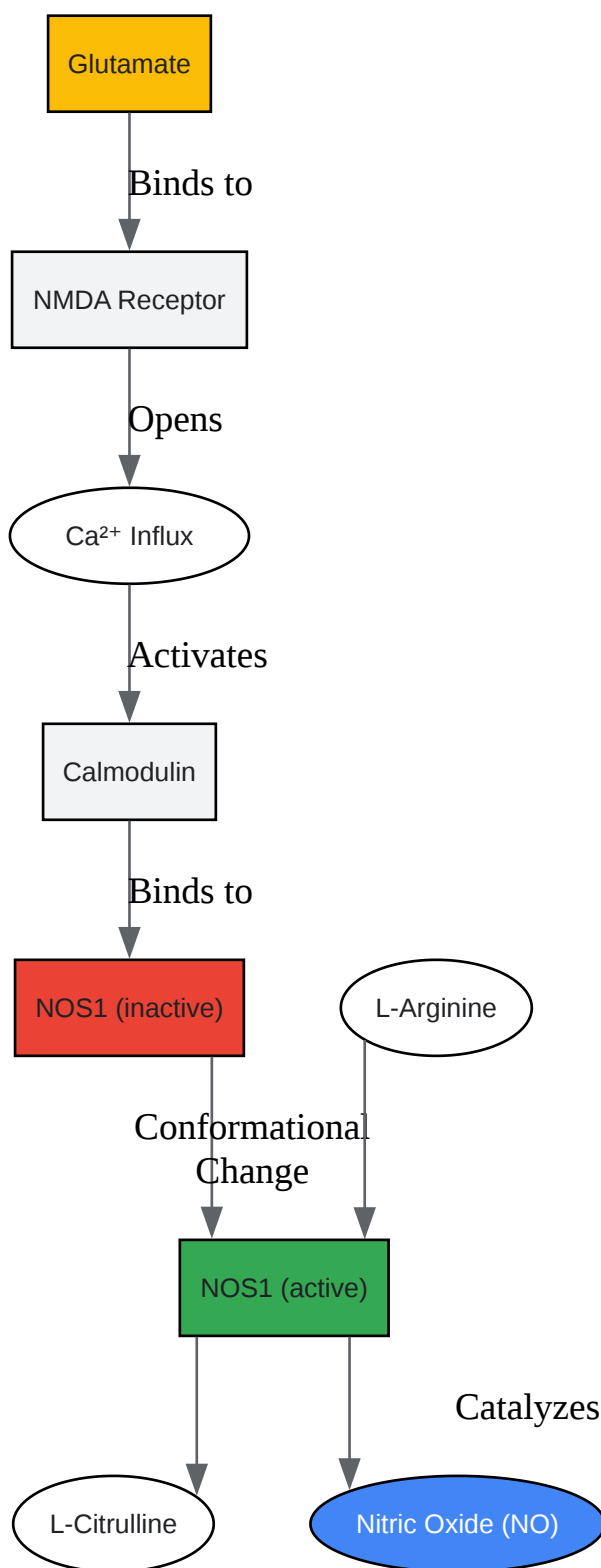 Glutamate
Binds to
NMDA Receptor
Opens
Ca²⁺ Influx
Activates
Calmodulin
Binds to
NOS1 (inactive)
L-Arginine
Conformational
Change
NOS1 (active)
Catalyzes
L-Citrulline
Nitric Oxide (NO)